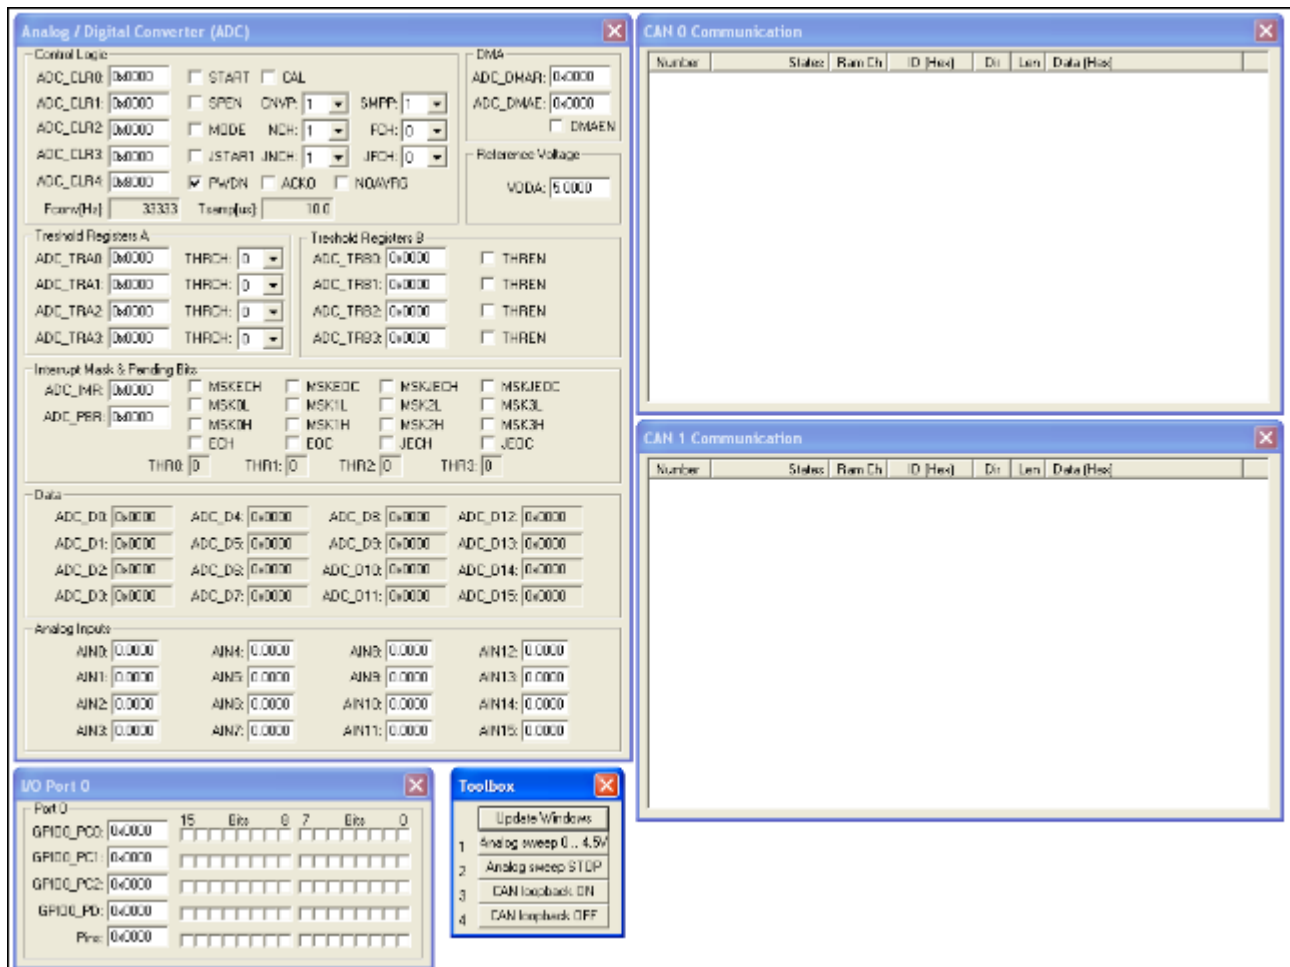 Analog / Digital Converter (ADC)
Control Logic
ADC_CLR0: 0x0000 START CAL
ADC_CLR1: 0x0000 SPEN CNVP: 1 SMPP: 1
ADC_CLR2: 0x0000 MODE NCH: 1 FCH: 0
ADC_CLR3: 0x0000 JSTART JNCH: 1 JFCH: 0
ADC_CLR4: 0x8000 PWDN ACKO NOAVRG
Fconv[Hz]: 33333 Tsamp[us]: 10.0
DMA
ADC_DMAR: 0x0000
ADC_DMAE: 0x0000
DMAEN
Reference Voltage
VDDA: 5.0000
Treshold Registers A
ADC_TRA0: 0x0000 THRCH: 0
ADC_TRA1: 0x0000 THRCH: 0
ADC_TRA2: 0x0000 THRCH: 0
ADC_TRA3: 0x0000 THRCH: 0
Treshold Registers B
ADC_TRB0: 0x0000 THREN
ADC_TRB1: 0x0000 THREN
ADC_TRB2: 0x0000 THREN
ADC_TRB3: 0x0000 THREN
Interrupt Mask & Pending Bits
ADC_IMR: 0x0000 MSKECH MSKEOC MSKJECH MSKJEOC
MSK0L MSK1L MSK2L MSK3L
ADC_PBR: 0x0000 MSK0H MSK1H MSK2H MSK3H
ECH EOC JECH JEOC
THR0: 0 THR1: 0 THR2: 0 THR3: 0
Data
ADC_D0: 0x0000 ADC_D4: 0x0000 ADC_D8: 0x0000 ADC_D12: 0x0000
ADC_D1: 0x0000 ADC_D5: 0x0000 ADC_D9: 0x0000 ADC_D13: 0x0000
ADC_D2: 0x0000 ADC_D6: 0x0000 ADC_D10: 0x0000 ADC_D14: 0x0000
ADC_D3: 0x0000 ADC_D7: 0x0000 ADC_D11: 0x0000 ADC_D15: 0x0000
Analog Inputs
AIN0: 0.0000 AIN4: 0.0000 AIN8: 0.0000 AIN12: 0.0000
AIN1: 0.0000 AIN5: 0.0000 AIN9: 0.0000 AIN13: 0.0000
AIN2: 0.0000 AIN6: 0.0000 AIN10: 0.0000 AIN14: 0.0000
AIN3: 0.0000 AIN7: 0.0000 AIN11: 0.0000 AIN15: 0.0000
CAN 0 Communication
Number States Ram Ch ID (Hex) Dir Len Data (Hex)
CAN 1 Communication
Number States Ram Ch ID (Hex) Dir Len Data (Hex)
I/O Port 0
Port 0
15 Bits 8 7 Bits 0
GPIO0_PC0: 0x0000
GPIO0_PC1: 0x0000
GPIO0_PC2: 0x0000
GPIO0_PD: 0x0000
Pins: 0x0000
Toolbox
Update Windows
1 Analog sweep 0... 4.5V
2 Analog sweep STOP
3 CAN loopback ON
4 CAN loopback OFF